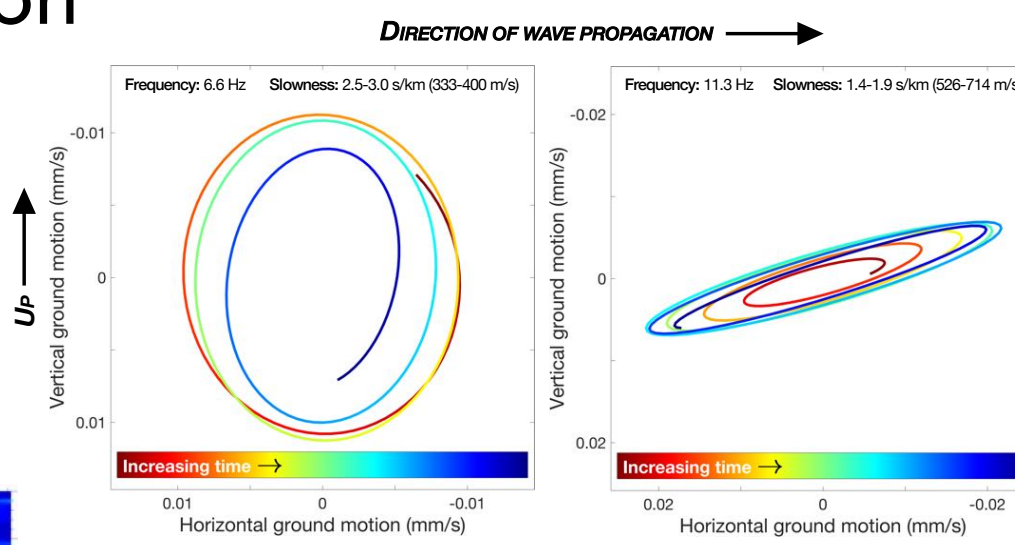 on
DIRECTION OF WAVE PROPAGATION
UP
Frequency: 6.6 Hz Slowness: 2.5-3.0 s/km (333-400 m/s)
Vertical ground motion (mm/s)
-0.01
0
0.01
Increasing time →
0.01 0 -0.01
Horizontal ground motion (mm/s)
Frequency: 11.3 Hz Slowness: 1.4-1.9 s/km (526-714 m/s
Vertical ground motion (mm/s)
-0.02
0
0.02
Increasing time →
0.02 0 -0.02
Horizontal ground motion (mm/s)